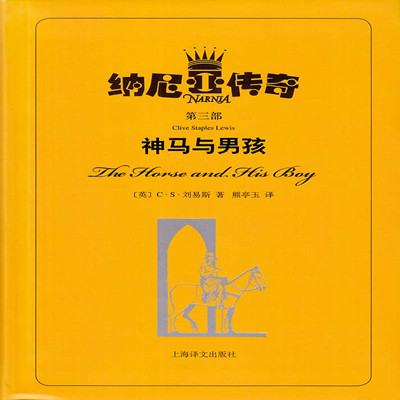 纳尼亚传奇
NARNIA
第三部
Clive Staples Lewis
神马与男孩
The Horse and His Boy
〔英〕C·S·刘易斯 著 熊亭玉 译
上海译文出版社